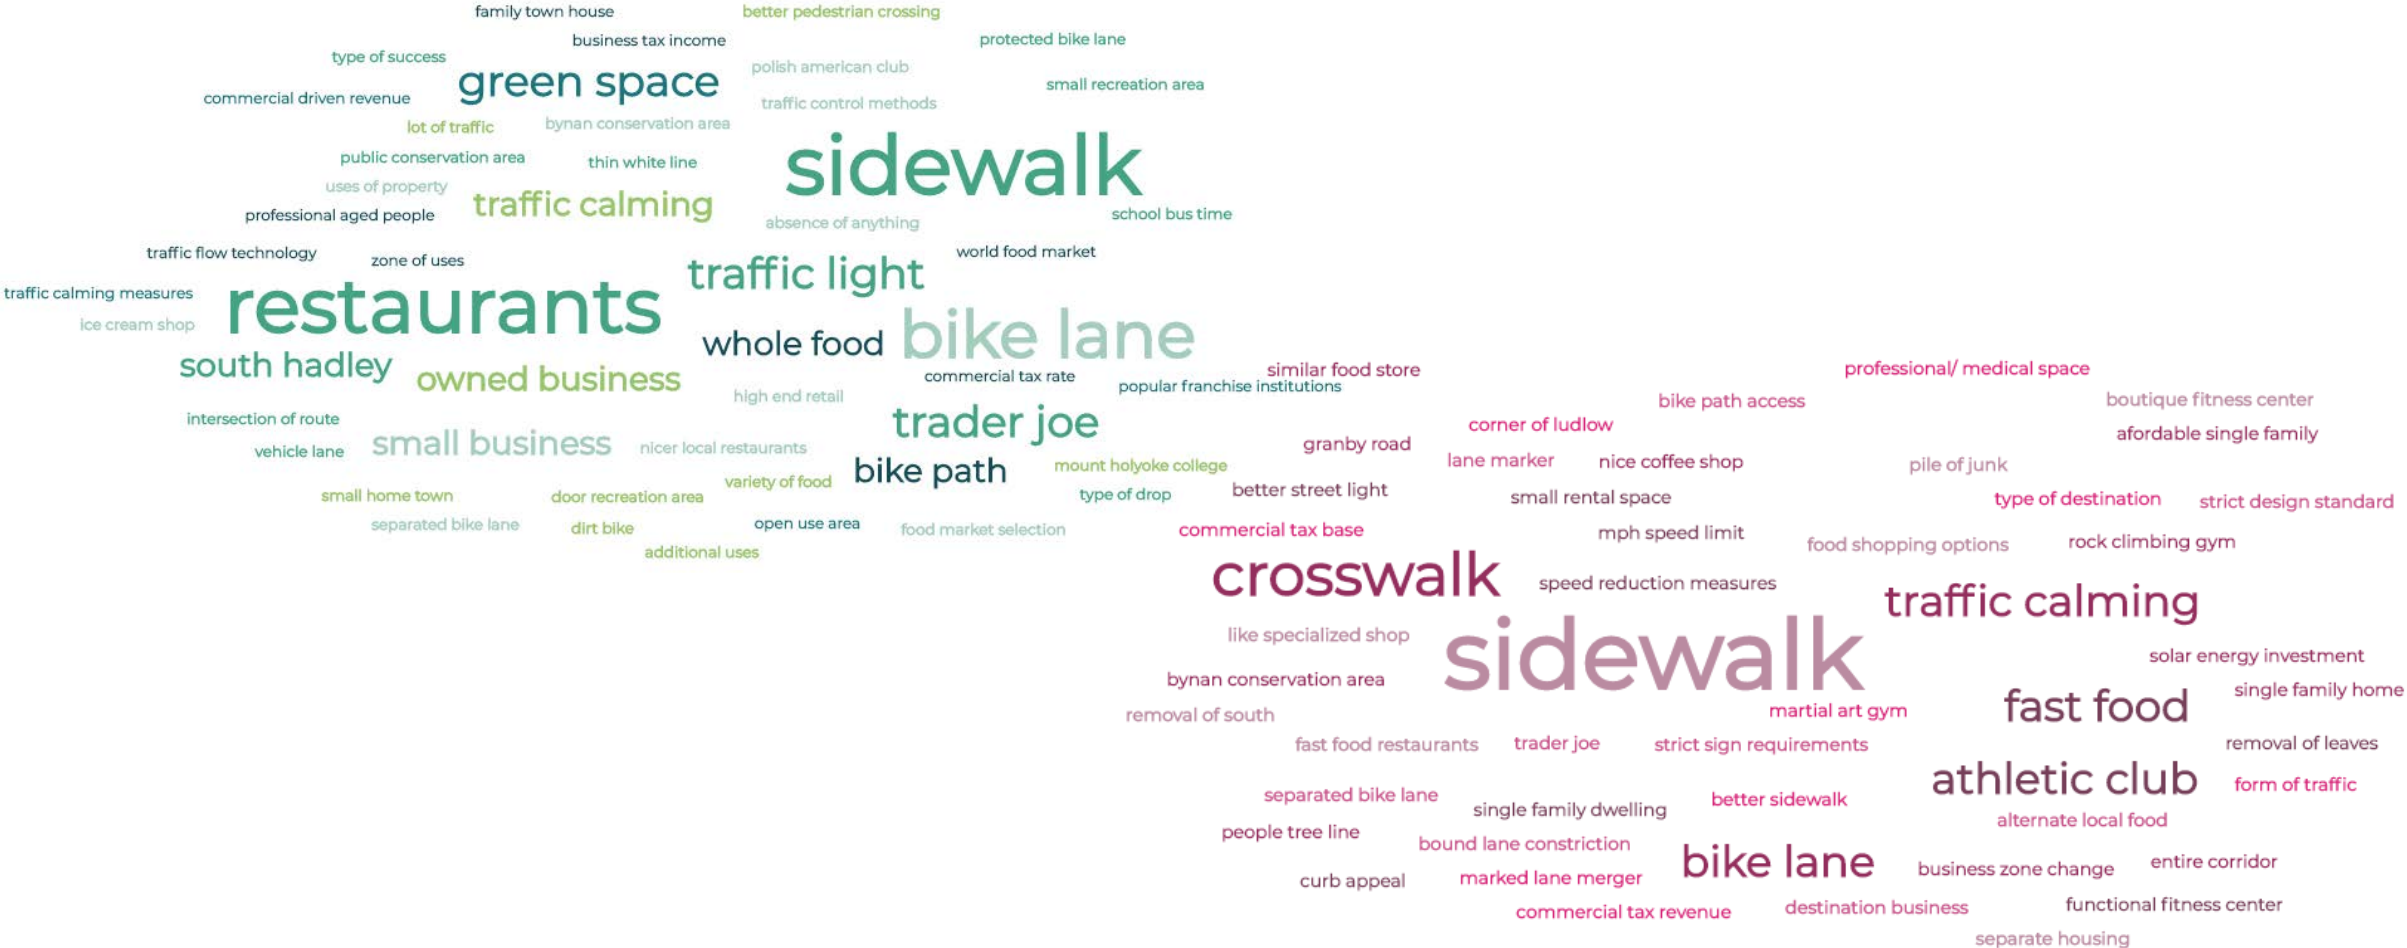 family town house
better pedestrian crossing
business tax income
protected bike lane
type of success
polish american club
green space
small recreation area
commercial driven revenue
traffic control methods
lot of traffic
bynan conservation area
public conservation area
thin white line
sidewalk
uses of property
traffic calming
professional aged people
absence of anything
school bus time
traffic flow technology
zone of uses
world food market
traffic light
traffic calming measures
restaurants
ice cream shop
whole food
bike lane
south hadley
owned business
commercial tax rate
popular franchise institutions
high end retail
intersection of route
trader joe
vehicle lane
small business
nicer local restaurants
bike path
mount holyoke college
variety of food
small home town
door recreation area
type of drop
separated bike lane
dirt bike
open use area
food market selection
additional uses
similar food store
professional/ medical space
bike path access
boutique fitness center
corner of ludlow
afordable single family
granby road
lane marker
nice coffee shop
pile of junk
better street light
small rental space
type of destination
strict design standard
commercial tax base
mph speed limit
food shopping options
rock climbing gym
crosswalk
speed reduction measures
traffic calming
like specialized shop
sidewalk
solar energy investment
bynan conservation area
single family home
removal of south
martial art gym
fast food
fast food restaurants
trader joe
strict sign requirements
removal of leaves
athletic club
form of traffic
separated bike lane
single family dwelling
better sidewalk
alternate local food
people tree line
bound lane constriction
bike lane
business zone change
entire corridor
curb appeal
marked lane merger
commercial tax revenue
destination business
functional fitness center
separate housing